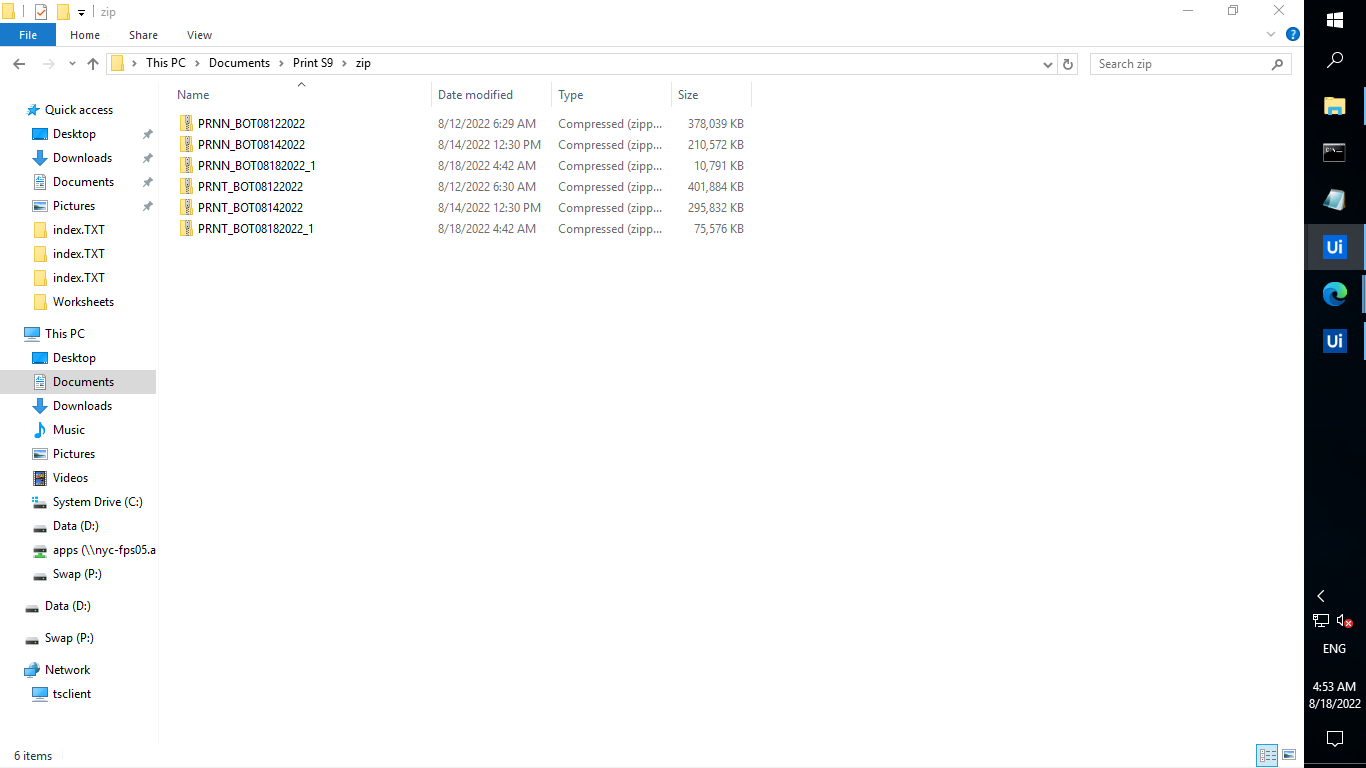 zip
File Home Share View
This PC Documents Print S9 zip
Search zip
Name Date modified Type Size
PRNN_BOT08122022 8/12/2022 6:29 AM Compressed (zipp... 378,039 KB
PRNN_BOT08142022 8/14/2022 12:30 PM Compressed (zipp... 210,572 KB
PRNN_BOT08182022_1 8/18/2022 4:42 AM Compressed (zipp... 10,791 KB
PRNT_BOT08122022 8/12/2022 6:30 AM Compressed (zipp... 401,884 KB
PRNT_BOT08142022 8/14/2022 12:30 PM Compressed (zipp... 295,832 KB
PRNT_BOT08182022_1 8/18/2022 4:42 AM Compressed (zipp... 75,576 KB
Quick access
Desktop
Downloads
Documents
Pictures
index.TXT
index.TXT
index.TXT
Worksheets
This PC
Desktop
Documents
Downloads
Music
Pictures
Videos
System Drive (C:)
Data (D:)
apps (\\nyc-fps05.a
Swap (P:)
Data (D:)
Swap (P:)
Network
tsclient
6 items
Ui
Ui
ENG
4:53 AM
8/18/2022